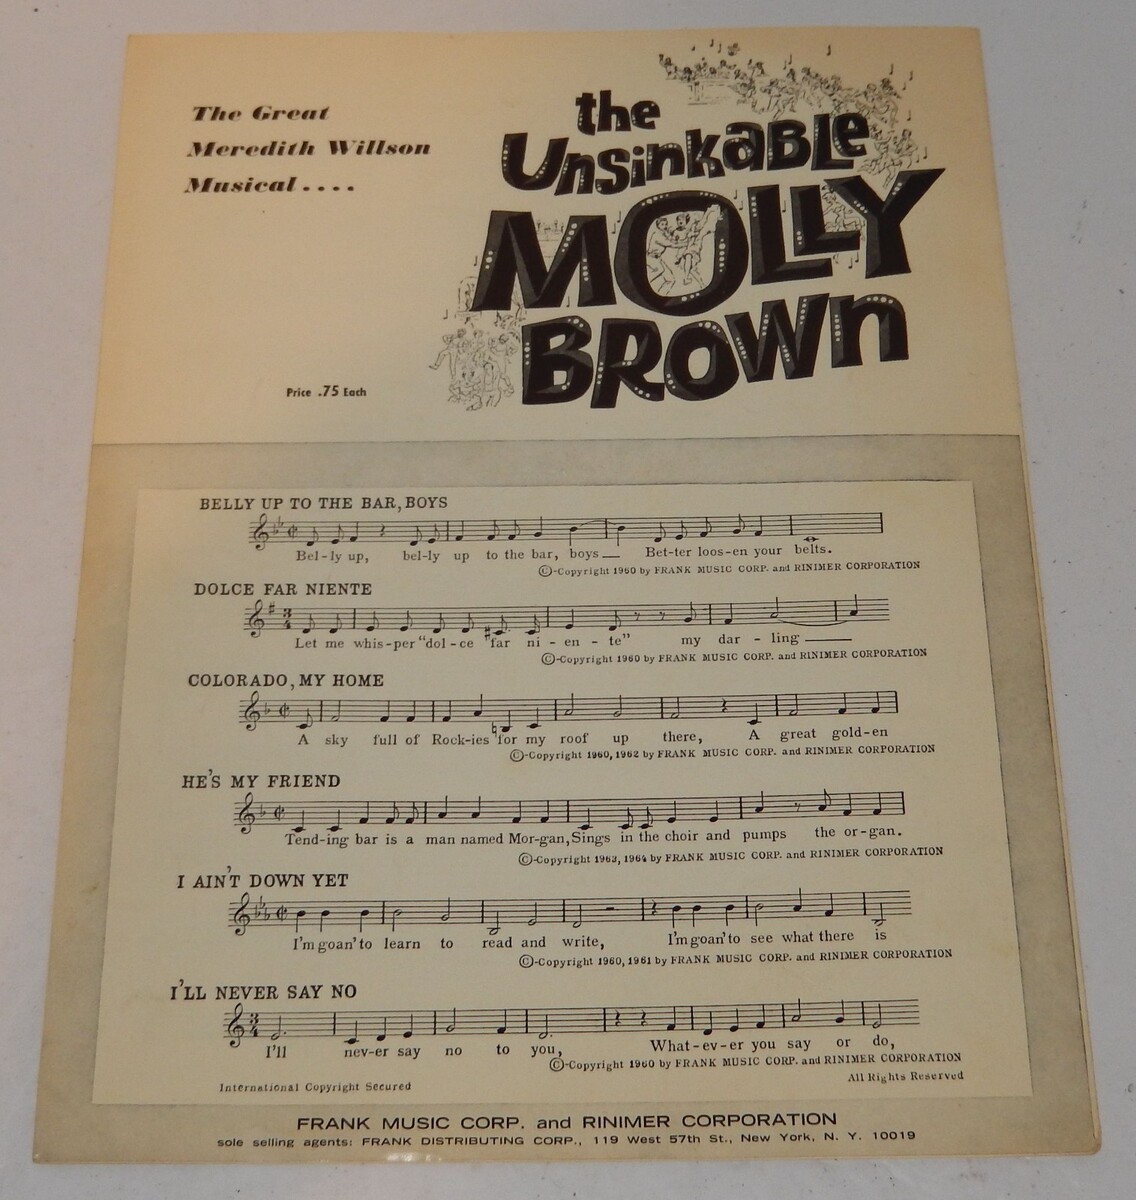 The Great
Meredith Willson
Musical....
the
Unsinkable
MOLLY
BROWN
Price .75 Each
BELLY UP TO THE BAR, BOYS
Bel-ly up, bel-ly up to the bar, boys Bet-ter loos-en your belts.
©-Copyright 1960 by FRANK MUSIC CORP. and RINIMER CORPORATION
DOLCE FAR NIENTE
3
4
Let me whis-per "dol-ce far ni-en-te" my dar-ling
©-Copyright 1960 by FRANK MUSIC CORP. and RINIMER CORPORATION
COLORADO, MY HOME
A sky full of Rock-ies for my roof up there, A great gold-en
©-Copyright 1960, 1962 by FRANK MUSIC CORP. and RINIMER CORPORATION
HE'S MY FRIEND
Tend-ing bar is a man named Mor-gan, Sings in the choir and pumps the or-gan.
©-Copyright 1963, 1964 by FRANK MUSIC CORP. and RINIMER CORPORATION
I AIN'T DOWN YET
I'm goan' to learn to read and write, I'm goan' to see what there is
©-Copyright 1960, 1961 by FRANK MUSIC CORP. and RINIMER CORPORATION
I'LL NEVER SAY NO
3
4
I'll nev-er say no to you, What-ev-er you say or do,
©-Copyright 1960 by FRANK MUSIC CORP. and RINIMER CORPORATION
International Copyright Secured All Rights Reserved
FRANK MUSIC CORP. and RINIMER CORPORATION
sole selling agents: FRANK DISTRIBUTING CORP., 119 West 57th St., New York, N. Y. 10019